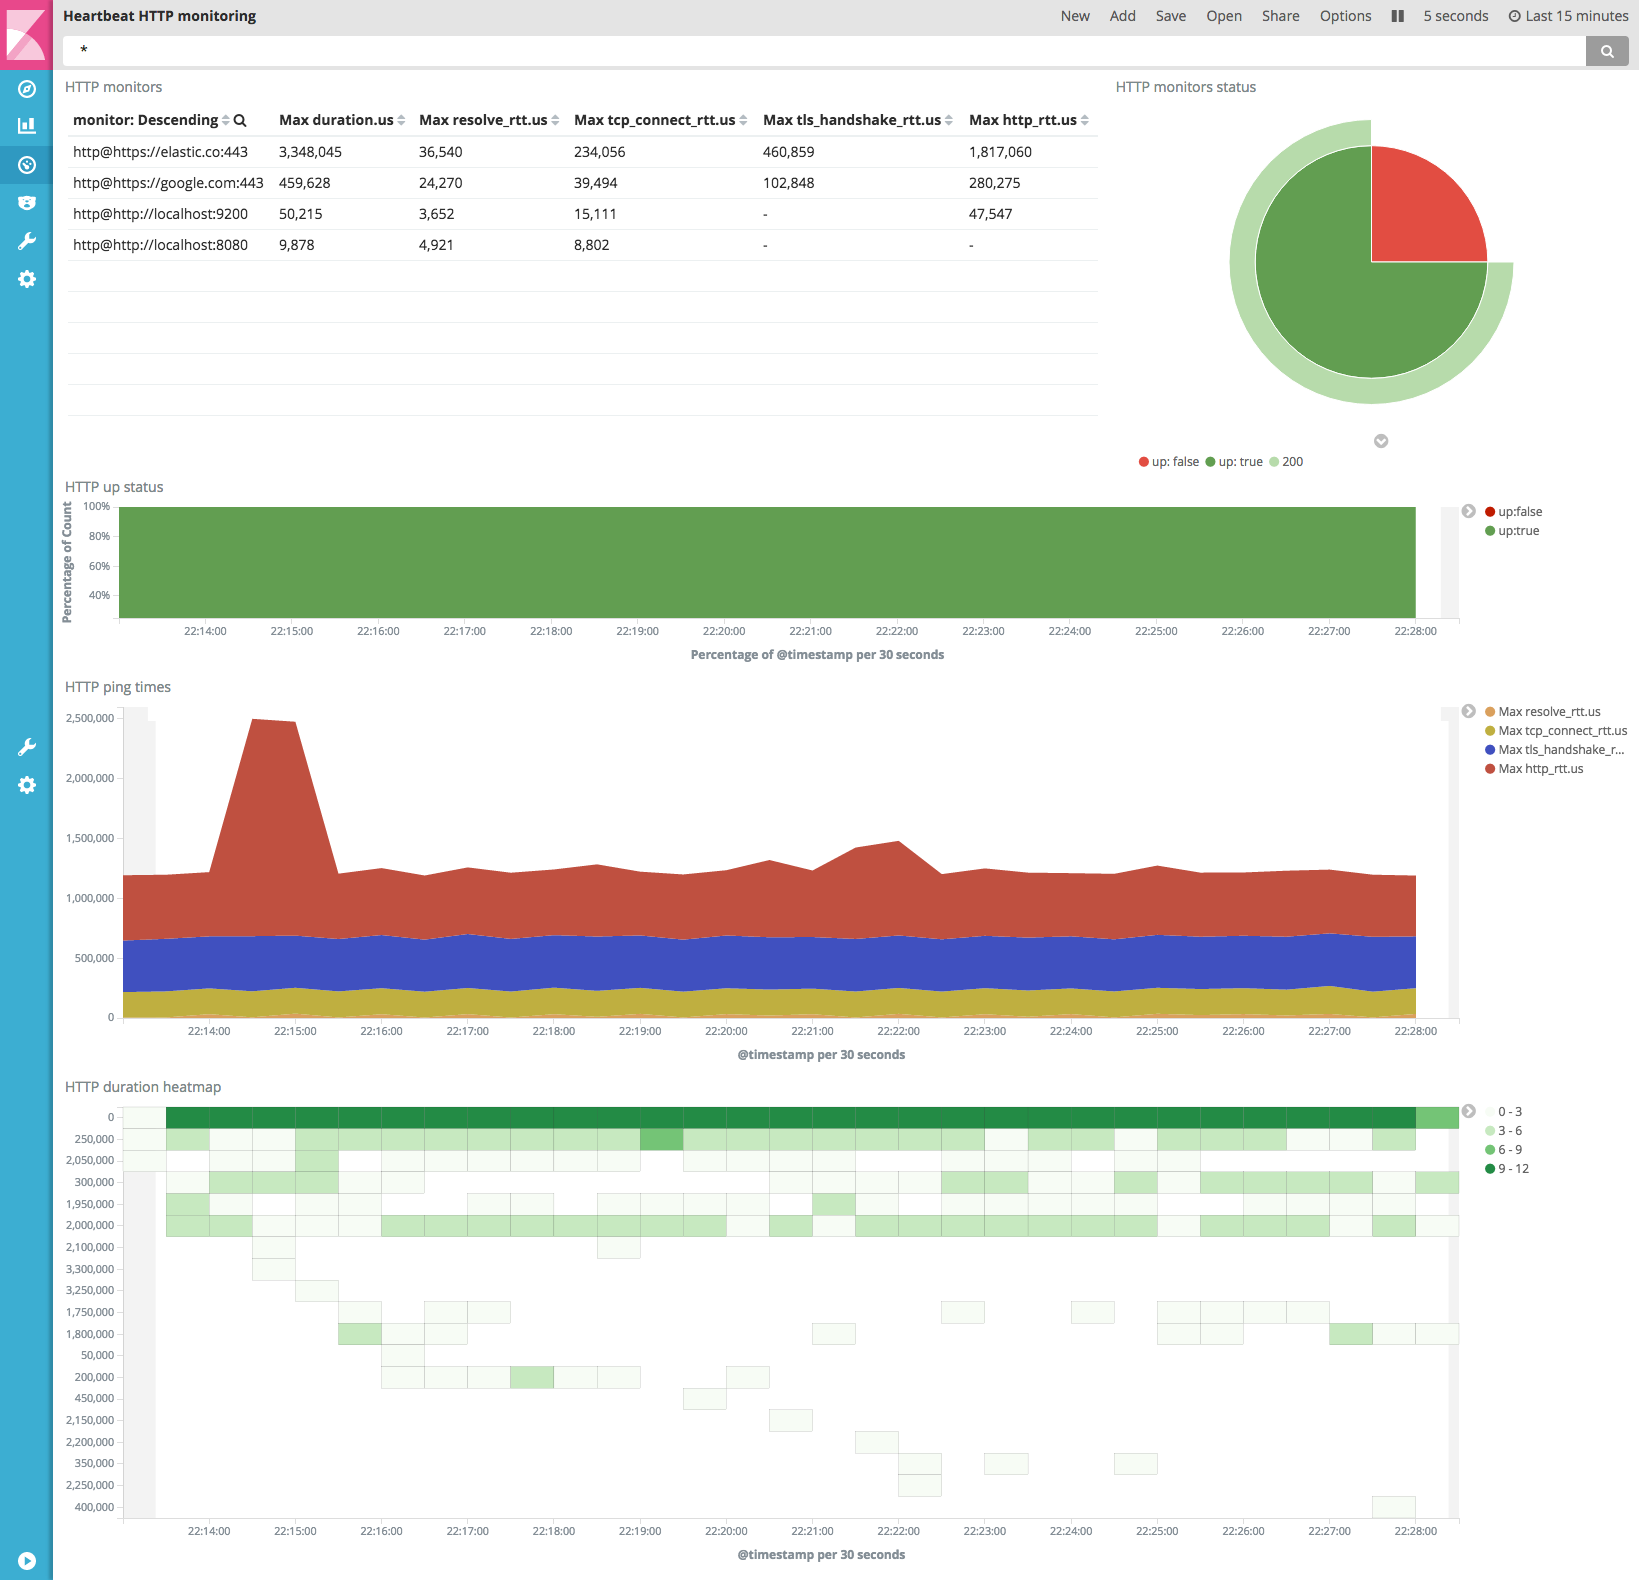 Heartbeat HTTP monitoring
New Add Save Open Share Options 5 seconds Last 15 minutes
*
HTTP monitors
monitor: Descending Max duration.us Max resolve_rtt.us Max tcp_connect_rtt.us Max tls_handshake_rtt.us Max http_rtt.us
http@https://elastic.co:443 3,348,045 36,540 234,056 460,859 1,817,060
http@https://google.com:443 459,628 24,270 39,494 102,848 280,275
http@http://localhost:9200 50,215 3,652 15,111 - 47,547
http@http://localhost:8080 9,878 4,921 8,802 - -
HTTP monitors status
up: false up: true 200
HTTP up status
Percentage of Count
100%
80%
60%
40%
22:14:00 22:15:00 22:16:00 22:17:00 22:18:00 22:19:00 22:20:00 22:21:00 22:22:00 22:23:00 22:24:00 22:25:00 22:26:00 22:27:00 22:28:00
Percentage of @timestamp per 30 seconds
up:false
up:true
HTTP ping times
2,500,000
2,000,000
1,500,000
1,000,000
500,000
0
22:14:00 22:15:00 22:16:00 22:17:00 22:18:00 22:19:00 22:20:00 22:21:00 22:22:00 22:23:00 22:24:00 22:25:00 22:26:00 22:27:00 22:28:00
@timestamp per 30 seconds
Max resolve_rtt.us
Max tcp_connect_rtt.us
Max tls_handshake_r...
Max http_rtt.us
HTTP duration heatmap
0
250,000
2,050,000
300,000
1,950,000
2,000,000
2,100,000
3,300,000
3,250,000
1,750,000
1,800,000
50,000
200,000
450,000
2,150,000
2,200,000
350,000
2,250,000
400,000
22:14:00 22:15:00 22:16:00 22:17:00 22:18:00 22:19:00 22:20:00 22:21:00 22:22:00 22:23:00 22:24:00 22:25:00 22:26:00 22:27:00 22:28:00
@timestamp per 30 seconds
0 - 3
3 - 6
6 - 9
9 - 12